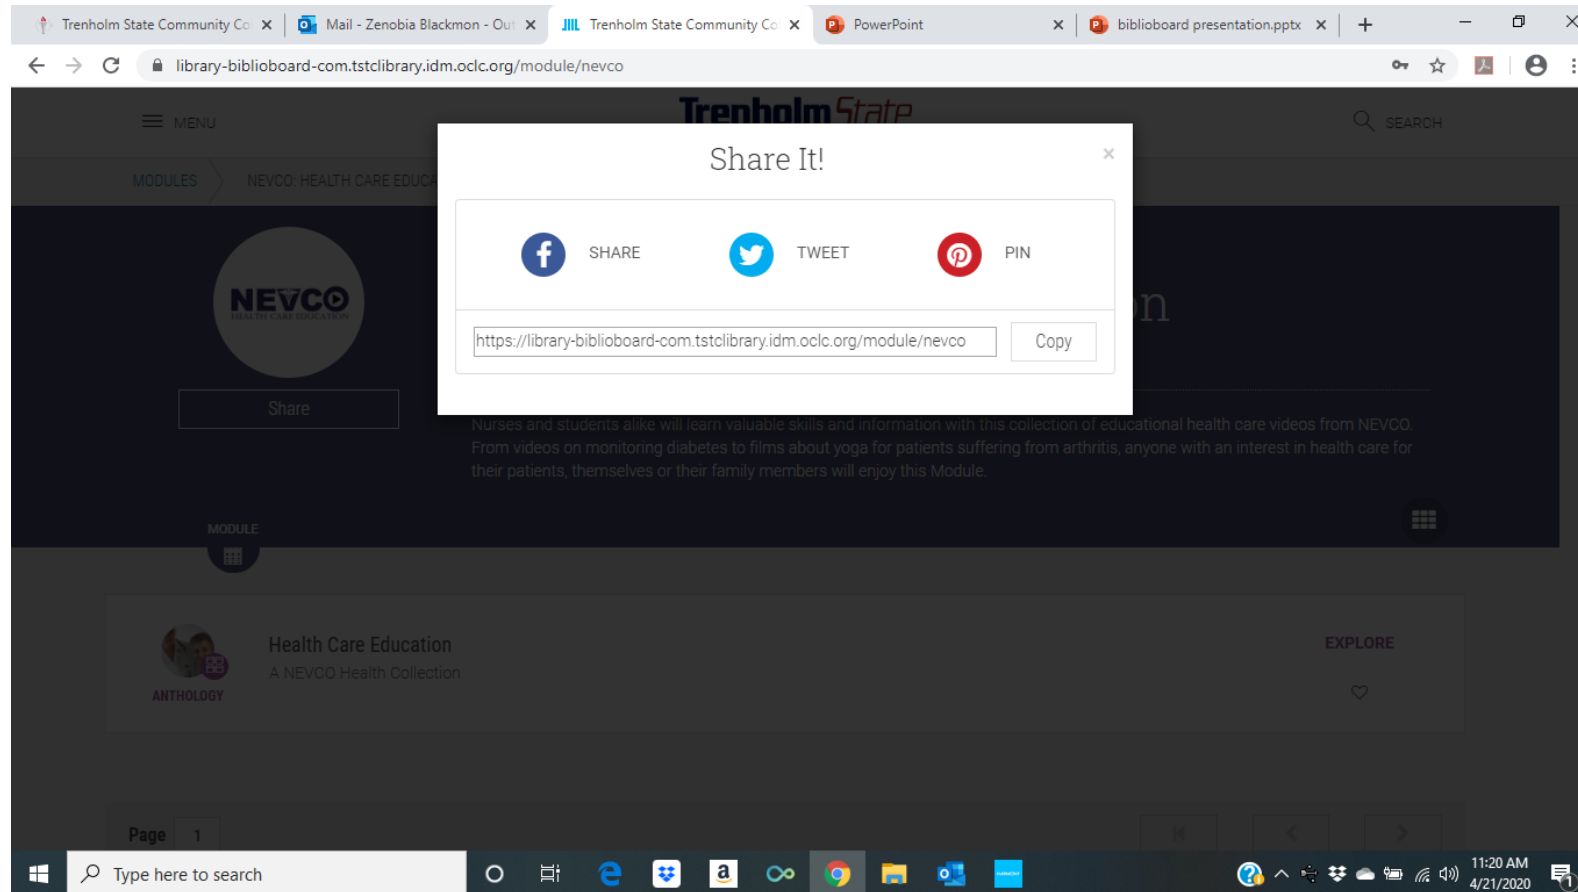 Trenholm State Community Co
Mail - Zenobia Blackmon - Out
Trenholm State Community Co
PowerPoint
biblioboard presentation.pptx
library-biblioboard-com.tstclibrary.idm.oclc.org/module/nevco
MENU
Trenholm State
SEARCH
MODULES
NEVCO: HEALTH CARE EDUCA
Share It!
SHARE
TWEET
PIN
https://library-biblioboard-com.tstclibrary.idm.oclc.org/module/nevco
Copy
NEVCO
HEALTH CARE EDUCATION
on
Share
Nurses and students alike will learn valuable skills and information with this collection of educational health care videos from NEVCO.
From videos on monitoring diabetes to films about yoga for patients suffering from arthritis, anyone with an interest in health care for
their patients, themselves or their family members will enjoy this Module.
MODULE
Health Care Education
A NEVCO Health Collection
ANTHOLOGY
EXPLORE
Page 1
Type here to search
11:20 AM
4/21/2020
1